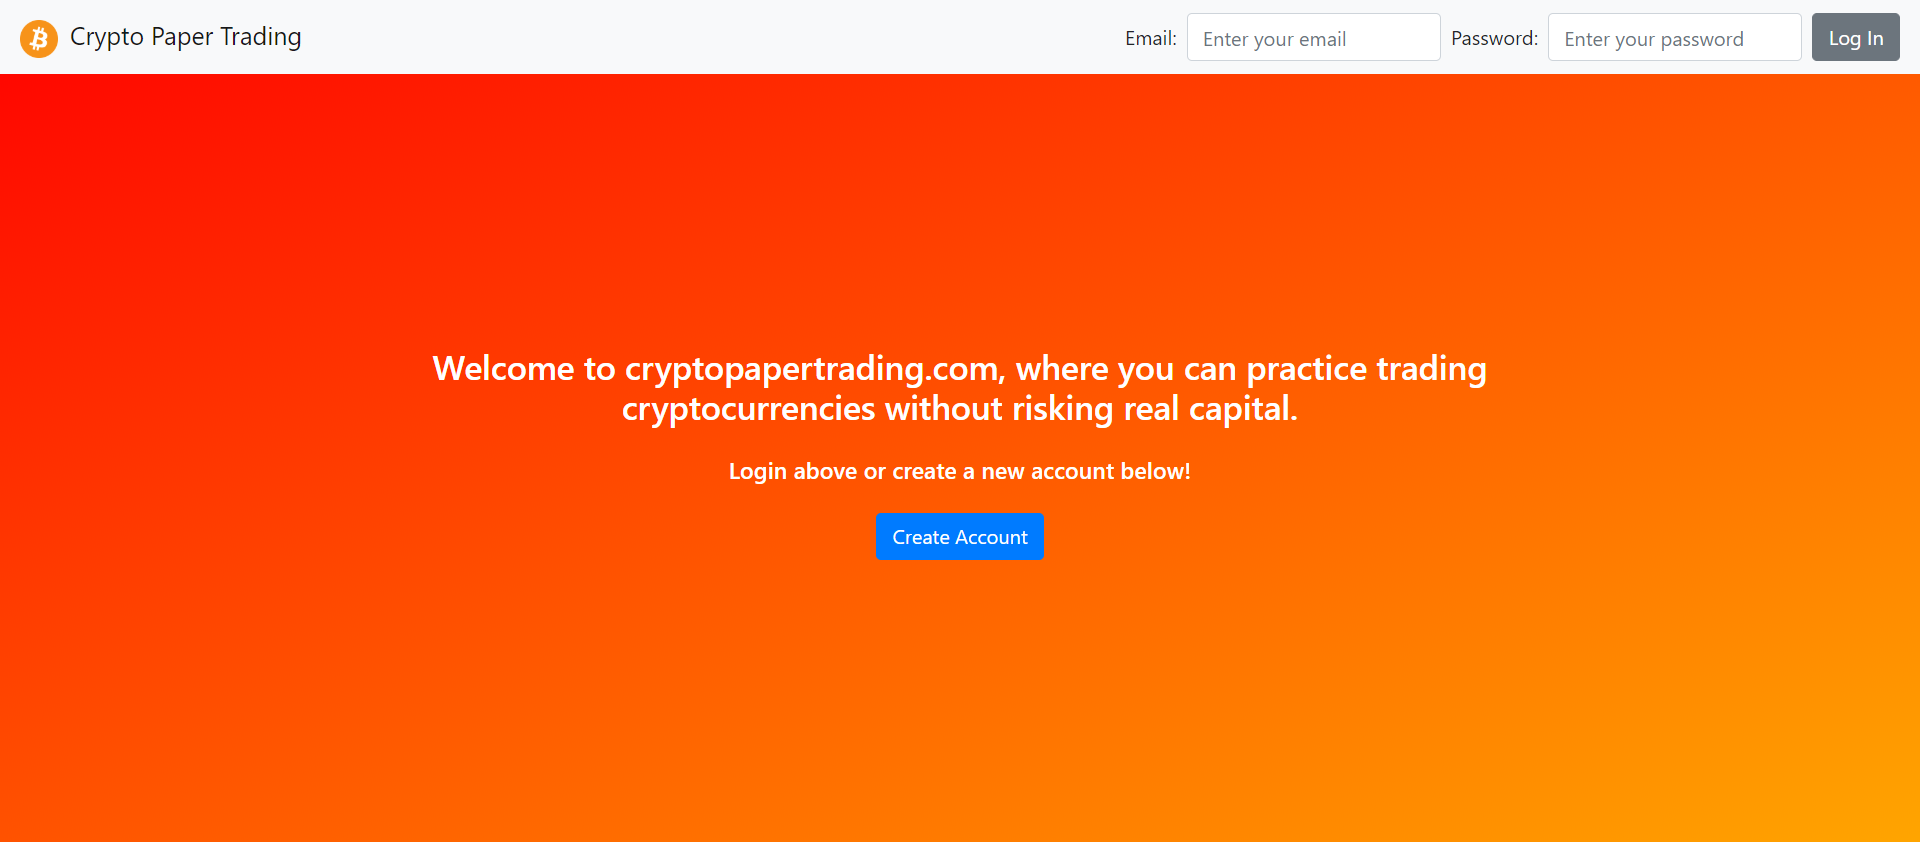 Crypto Paper Trading
Email: Enter your email Password: Enter your password Log In
Welcome to cryptopapertrading.com, where you can practice trading
cryptocurrencies without risking real capital.
Login above or create a new account below!
Create Account